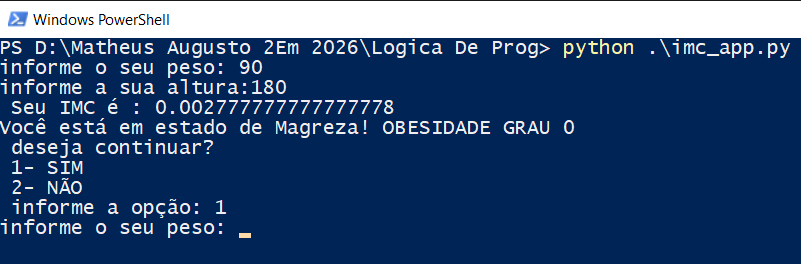 Windows PowerShell
PS D:\Matheus Augusto 2Em 2026\Logica De Prog> python .\imc_app.py
informe o seu peso: 90
informe a sua altura:180
 Seu IMC é : 0.002777777777777778
Você está em estado de Magreza! OBESIDADE GRAU 0
 deseja continuar?
 1- SIM
 2- NÃO
 informe a opção: 1
informe o seu peso: